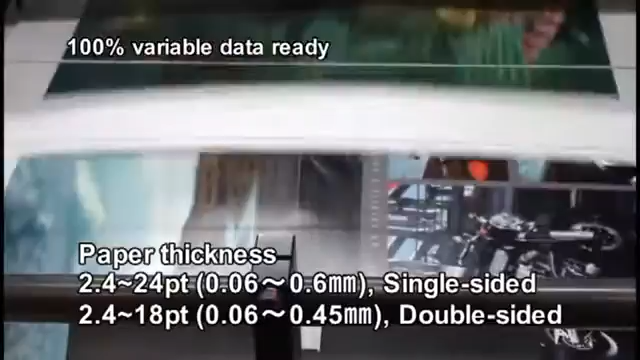 100% variable data ready
Paper thickness
2.4~24pt (0.06～0.6㎜), Single-sided
2.4~18pt (0.06～0.45㎜), Double-sided